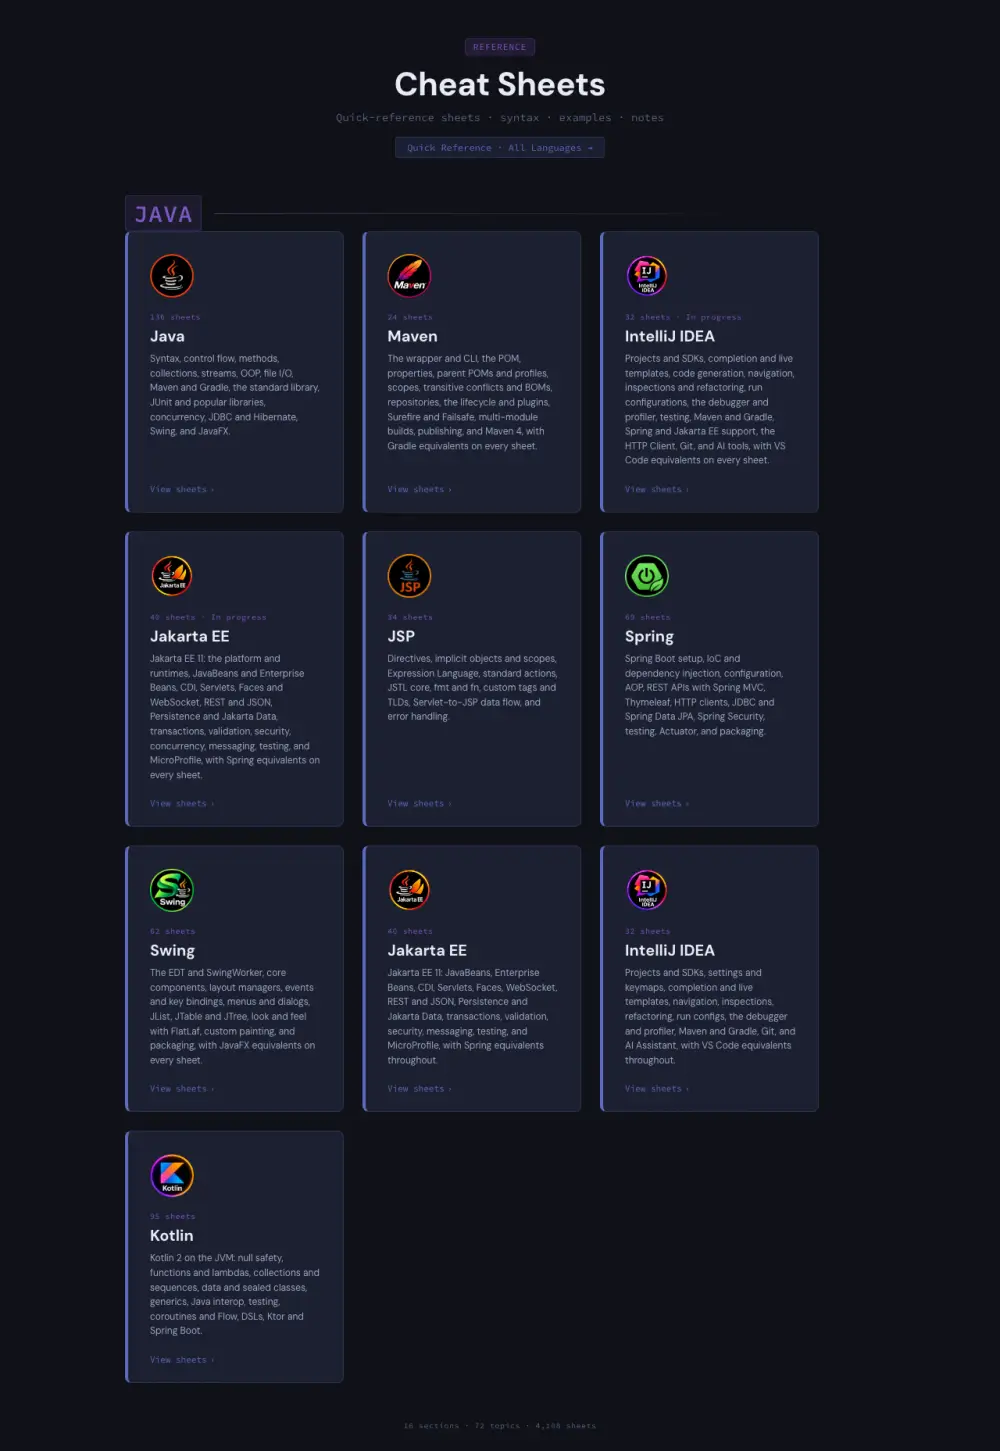 REFERENCE
Cheat Sheets
Quick-reference sheets · syntax · examples · notes
Quick Reference · All Languages →
JAVA
136 sheets
Java
Syntax, control flow, methods,
collections, streams, OOP, file I/O,
Maven and Gradle, the standard library,
JUnit and popular libraries,
concurrency, JDBC and Hibernate,
Swing, and JavaFX.
View sheets ›
Maven
24 sheets
Maven
The wrapper and CLI, the POM,
properties, parent POMs and profiles,
scopes, transitive conflicts and BOMs,
repositories, the lifecycle and plugins,
Surefire and Failsafe, multi-module
builds, publishing, and Maven 4, with
Gradle equivalents on every sheet.
View sheets ›
IJ
IntelliJ
IDEA
32 sheets · In progress
IntelliJ IDEA
Projects and SDKs, completion and live
templates, code generation, navigation,
inspections and refactoring, run
configurations, the debugger and
profiler, testing, Maven and Gradle,
Spring and Jakarta EE support, the
HTTP Client, Git, and AI tools, with VS
Code equivalents on every sheet.
View sheets ›
Jakarta EE
40 sheets · In progress
Jakarta EE
Jakarta EE 11: the platform and
runtimes, JavaBeans and Enterprise
Beans, CDI, Servlets, Faces and
WebSocket, REST and JSON,
Persistence and Jakarta Data,
transactions, validation, security,
concurrency, messaging, testing, and
MicroProfile, with Spring equivalents on
every sheet.
View sheets ›
JSP
34 sheets
JSP
Directives, implicit objects and scopes,
Expression Language, standard actions,
JSTL core, fmt and fn, custom tags and
TLDs, Servlet-to-JSP data flow, and
error handling.
View sheets ›
sheets
Spring
Spring Boot setup, IoC and
dependency injection, configuration,
AOP, REST APIs with Spring MVC,
Thymeleaf, HTTP clients, JDBC and
Spring Data JPA, Spring Security,
testing, Actuator, and packaging.
View sheets ›
Swing
62 sheets
Swing
The EDT and SwingWorker, core
components, layout managers, events
and key bindings, menus and dialogs,
JList, JTable and JTree, look and feel
with FlatLaf, custom painting, and
packaging, with JavaFX equivalents on
every sheet.
View sheets ›
Jakarta EE
40 sheets
Jakarta EE
Jakarta EE 11: JavaBeans, Enterprise
Beans, CDI, Servlets, Faces, WebSocket,
REST and JSON, Persistence and
Jakarta Data, transactions, validation,
security, messaging, testing, and
MicroProfile, with Spring equivalents
throughout.
View sheets ›
IJ
IntelliJ
IDEA
32 sheets
IntelliJ IDEA
Projects and SDKs, settings and
keymaps, completion and live
templates, navigation, inspections,
refactoring, run configs, the debugger
and profiler, Maven and Gradle, Git, and
AI Assistant, with VS Code equivalents
throughout.
View sheets ›
Kotlin
95 sheets
Kotlin
Kotlin 2 on the JVM: null safety,
functions and lambdas, collections and
sequences, data and sealed classes,
generics, Java interop, testing,
coroutines and Flow, DSLs, Ktor and
Spring Boot.
View sheets ›
16 sections · 72 topics · sheets